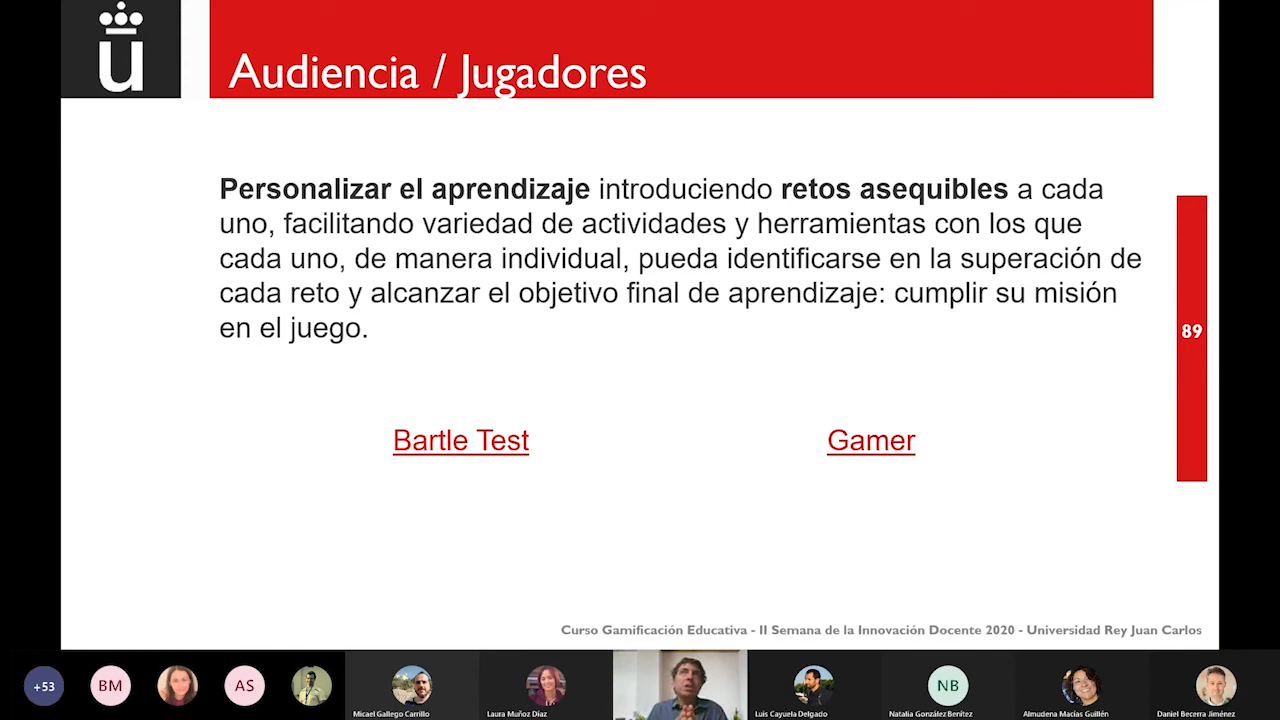 u
Audiencia / Jugadores
Personalizar el aprendizaje introduciendo retos asequibles a cada
uno, facilitando variedad de actividades y herramientas con los que
cada uno, de manera individual, pueda identificarse en la superación de
cada reto y alcanzar el objetivo final de aprendizaje: cumplir su misión
en el juego.
89
Bartle Test
Gamer
Curso Gamificación Educativa - II Semana de la Innovación Docente 2020 - Universidad Rey Juan Carlos
+53
BM
AS
NB
Micael Gallego Carrillo
Laura Muñoz Díaz
Luis Cayuela Delgado
Natalia González Benítez
Almudena Macías Guillén
Daniel Becerra Jiménez